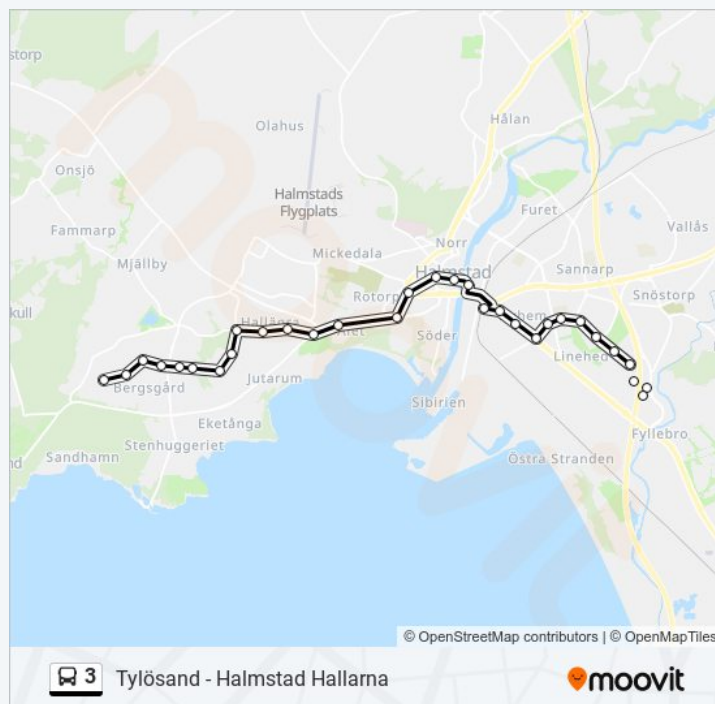 storp
Hålan
Olahus
Onsjö
Halmstads
Flygplats
Furet
Fammarp
Vallås
Mickedala
Norr
Mjällby
Halmstad
Sannarp
kull
Rotorp
Snöstorp
Söder
Linehed
Jutarum
Bergsgård
Sibirien
Eketånga
Fyllebro
Sandhamn
Stenhuggeriet
Östra Stranden
nd
© OpenStreetMap contributors | © OpenMapTiles
3 Tylösand - Halmstad Hallarna
moovit